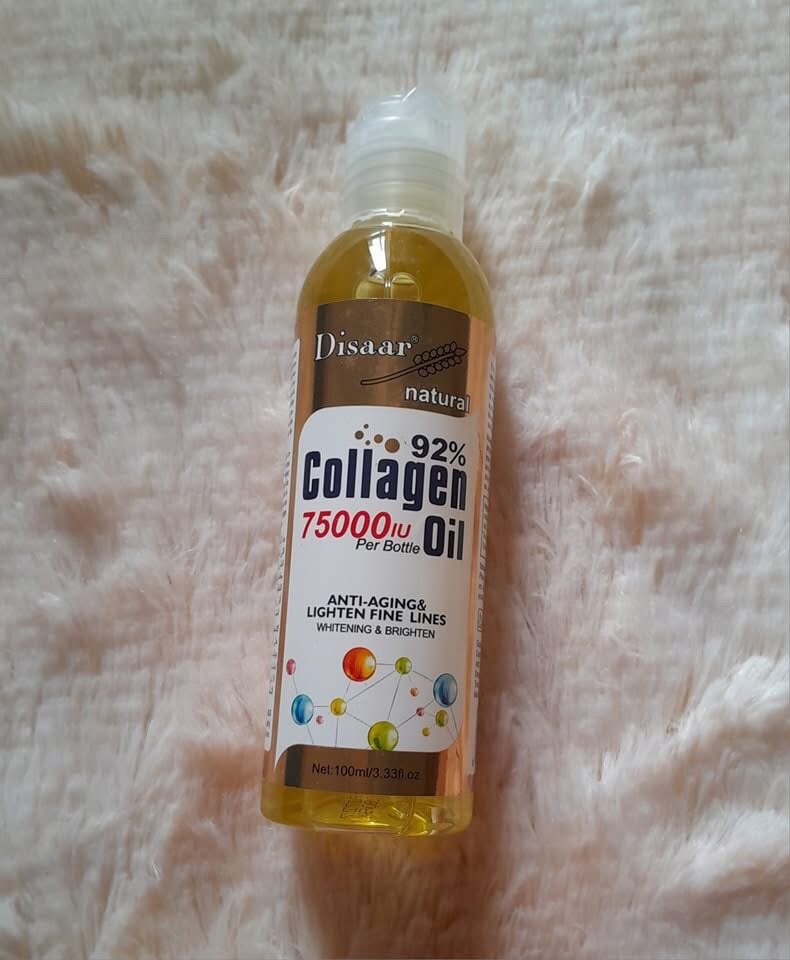 Disaar®
natural
92%
Collagen
75000IU
Per Bottle
Oil
ANTI-AGING&
LIGHTEN FINE LINES
WHITENING & BRIGHTEN
Net:100ml/3.33fl oz